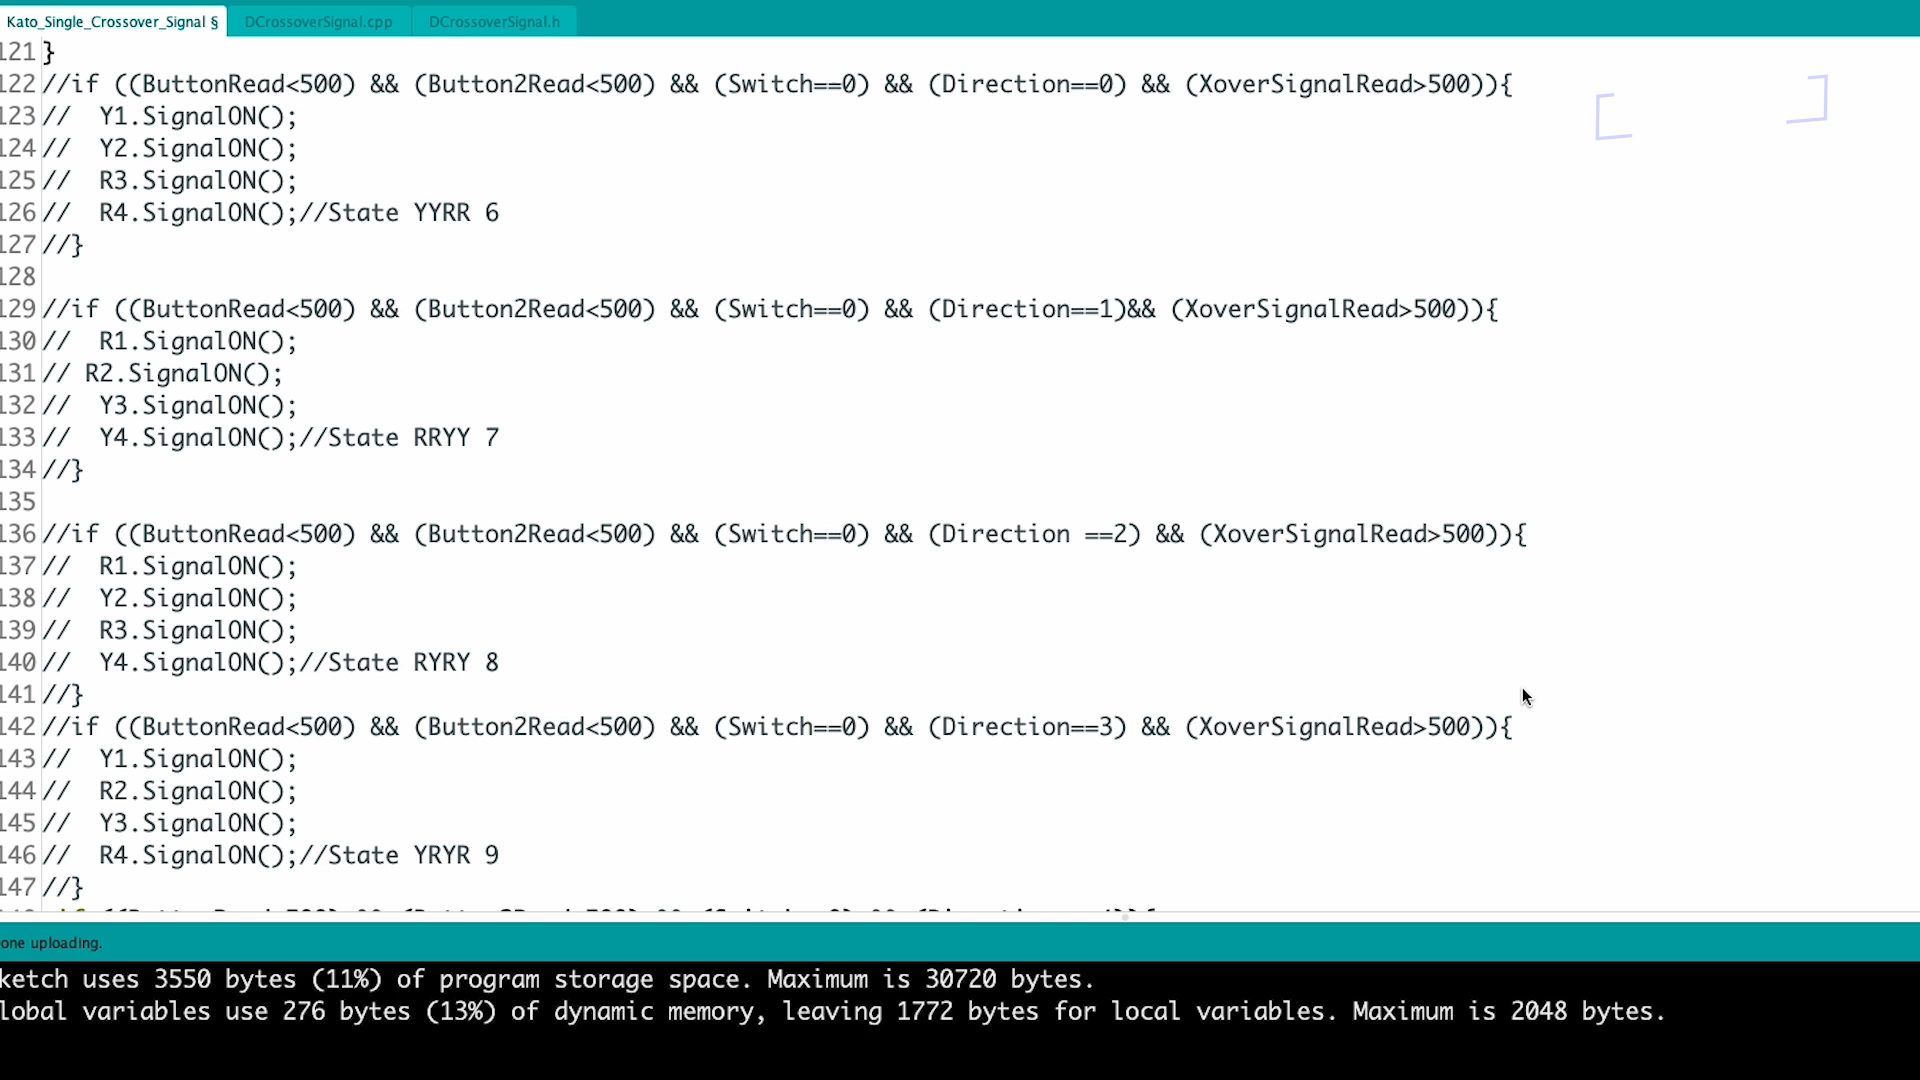 Kato_Single_Crossover_Signal § DCrossoverSignal.cpp DCrossoverSignal.h
121 }
122 //if ((ButtonRead<500) && (Button2Read<500) && (Switch==0) && (Direction==0) && (XoverSignalRead>500)){
123 //  Y1.SignalON();
124 //  Y2.SignalON();
125 //  R3.SignalON();
126 //  R4.SignalON();//State YYRR 6
127 //}
128
129 //if ((ButtonRead<500) && (Button2Read<500) && (Switch==0) && (Direction==1)&& (XoverSignalRead>500)){
130 //  R1.SignalON();
131 // R2.SignalON();
132 //  Y3.SignalON();
133 //  Y4.SignalON();//State RRYY 7
134 //}
135
136 //if ((ButtonRead<500) && (Button2Read<500) && (Switch==0) && (Direction ==2) && (XoverSignalRead>500)){
137 //  R1.SignalON();
138 //  Y2.SignalON();
139 //  R3.SignalON();
140 //  Y4.SignalON();//State RYRY 8
141 //}
142 //if ((ButtonRead<500) && (Button2Read<500) && (Switch==0) && (Direction==3) && (XoverSignalRead>500)){
143 //  Y1.SignalON();
144 //  R2.SignalON();
145 //  Y3.SignalON();
146 //  R4.SignalON();//State YRYR 9
147 //}
one uploading.
ketch uses 3550 bytes (11%) of program storage space. Maximum is 30720 bytes.
lobal variables use 276 bytes (13%) of dynamic memory, leaving 1772 bytes for local variables. Maximum is 2048 bytes.